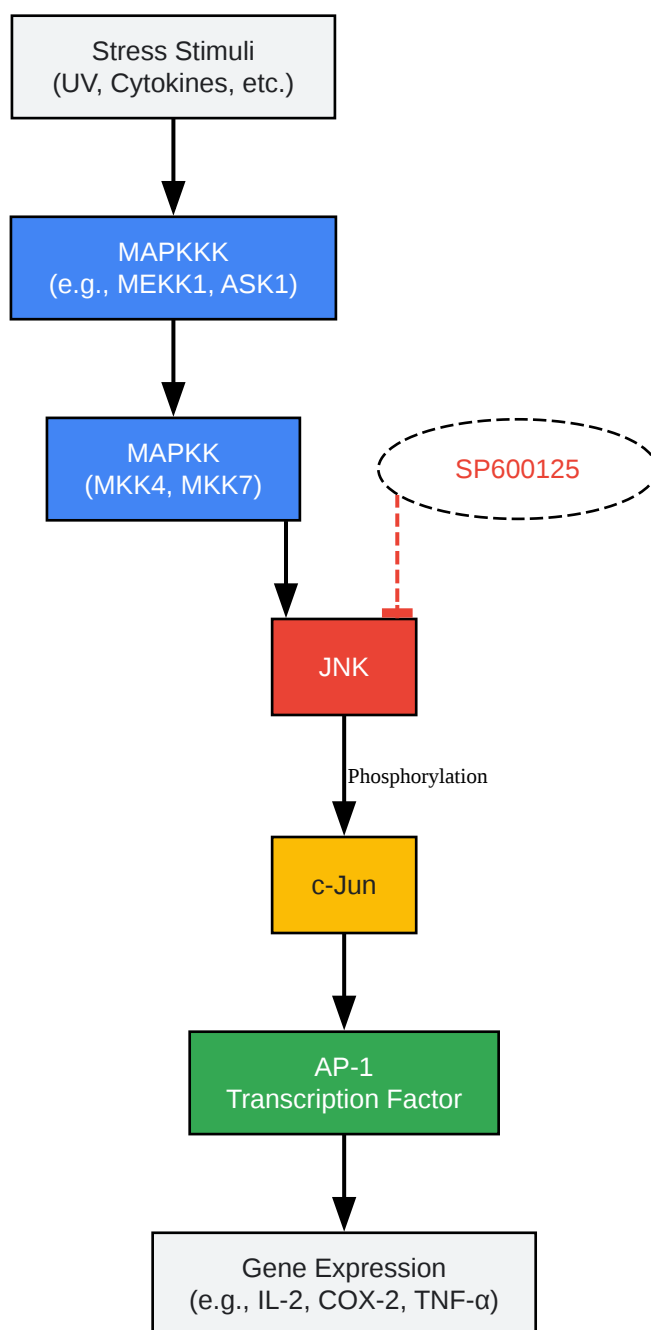 Stress Stimuli
(UV, Cytokines, etc.)
MAPKKK
(e.g., MEKK1, ASK1)
MAPKK
(MKK4, MKK7)
SP600125
JNK
Phosphorylation
c-Jun
AP-1
Transcription Factor
Gene Expression
(e.g., IL-2, COX-2, TNF-α)